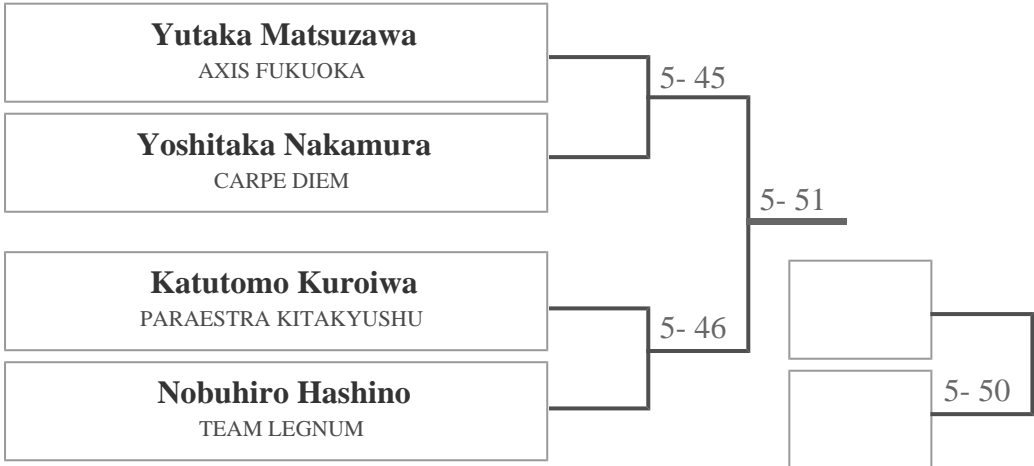 Yutaka Matsuzawa
AXIS FUKUOKA
5- 45
Yoshitaka Nakamura
CARPE DIEM
5- 51
Katutomo Kuroiwa
PARAESTRA KITAKYUSHU
5- 46
Nobuhiro Hashino
TEAM LEGNUM
5- 50